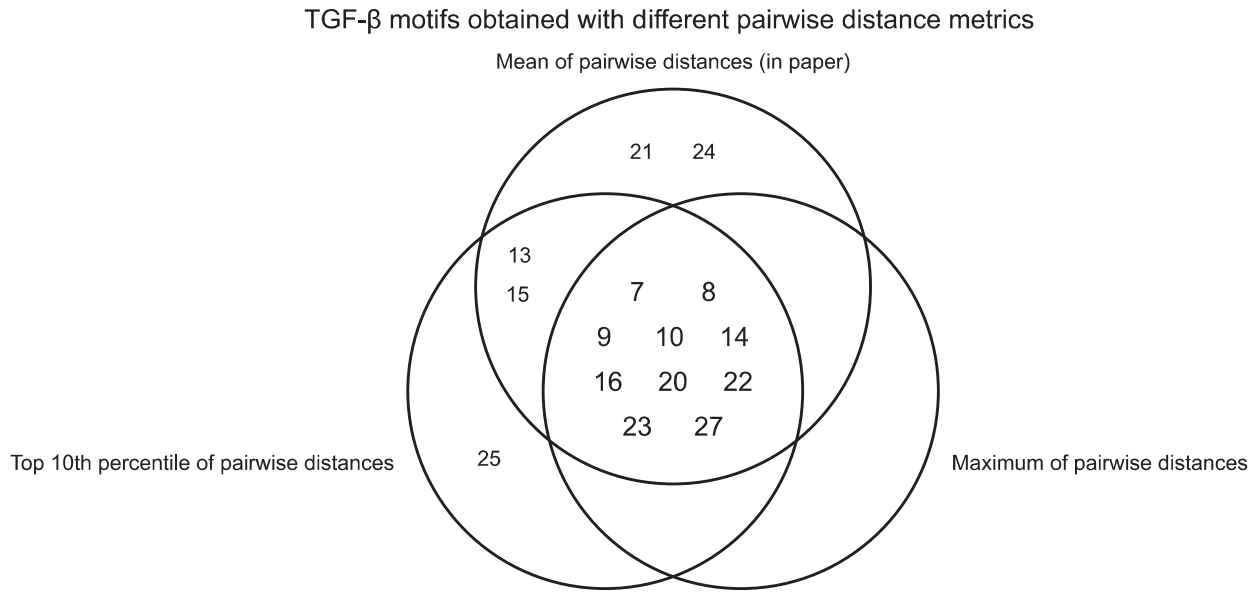 TGF-β motifs obtained with different pairwise distance metrics
Mean of pairwise distances (in paper)
21 24
13
15
7 8
9 10 14
16 20 22
23 27
25
Top 10th percentile of pairwise distances
Maximum of pairwise distances